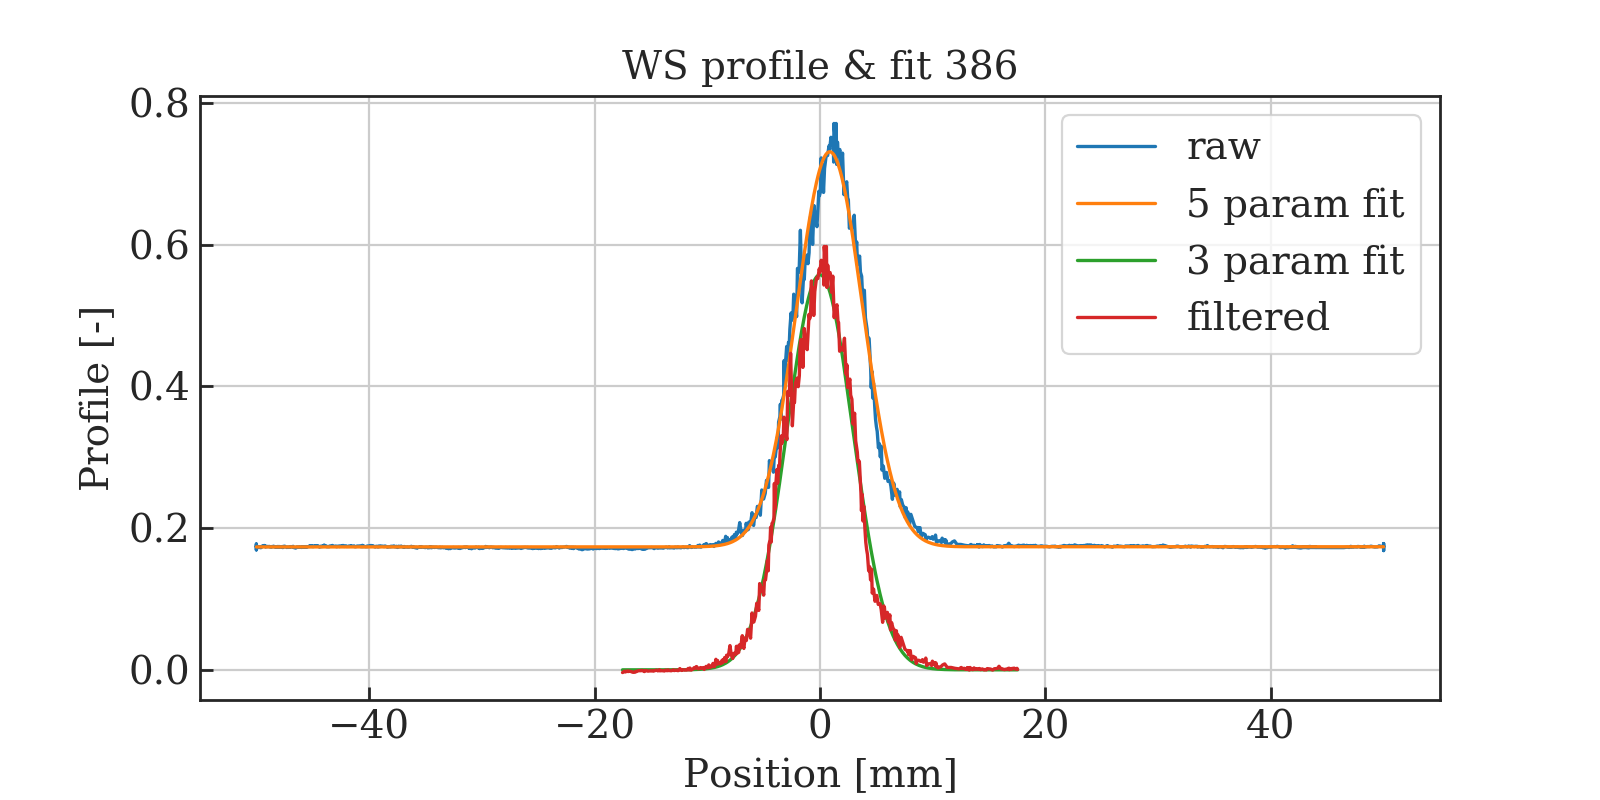 WS profile & fit 386
0.8
0.6
0.4
0.2
0.0
Profile [-]
raw
5 param fit
3 param fit
filtered
−40
−20
0
20
40
Position [mm]